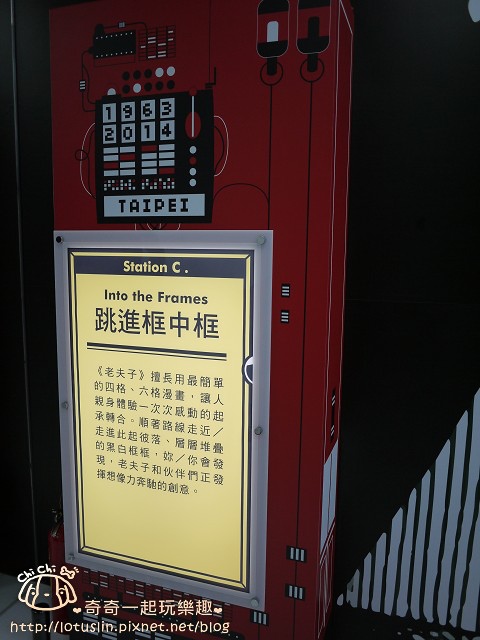 1963
2014
TAIPEI
Station C .
Into the Frames
跳進框中框
《老夫子》擅長用最簡單
的四格、六格漫畫，讓人
親身體驗一次次感動的起
承轉合。順著路線走近／
走進此起彼落、層層堆疊
的黑白框框，妳／你會發
現，老夫子和伙伴們正發
揮想像力奔馳的創意。
ChiChi
奇奇一起玩樂趣
http://lotuslin.pixnet.net/blog